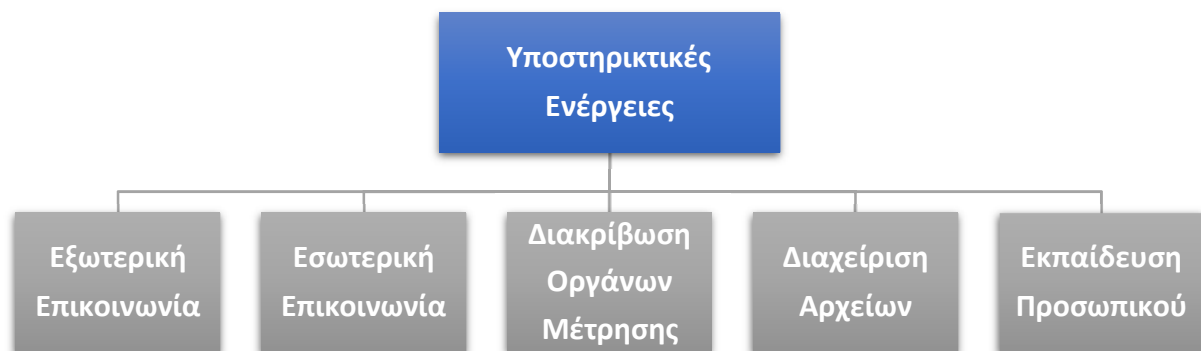 Υποστηρικτικές
Ενέργειες
Εξωτερική
Επικοινωνία
Εσωτερική
Επικοινωνία
Διακρίβωση
Οργάνων
Μέτρησης
Διαχείριση
Αρχείων
Εκπαίδευση
Προσωπικού